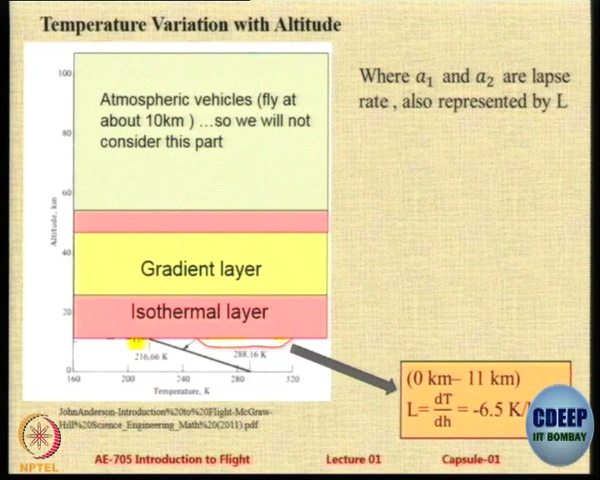 Temperature Variation with Altitude
100
80
60
40
20
0
Altitude, km
Atmospheric vehicles (fly at
about 10km ) …so we will not
consider this part
Gradient layer
Isothermal layer
216.66 K
288.16 K
160
200
240
280
320
Temperature, K
Where a₁ and a₂ are lapse
rate , also represented by L
(0 km– 11 km)
L= dT/dh = -6.5 K/
JohnAnderson-Introduction%20to%20Flight-McGraw-
Hill%20Science_Engineering_Math%20(2011).pdf
NPTEL
AE-705 Introduction to Flight
Lecture 01
Capsule-01
CDEEP
IIT BOMBAY